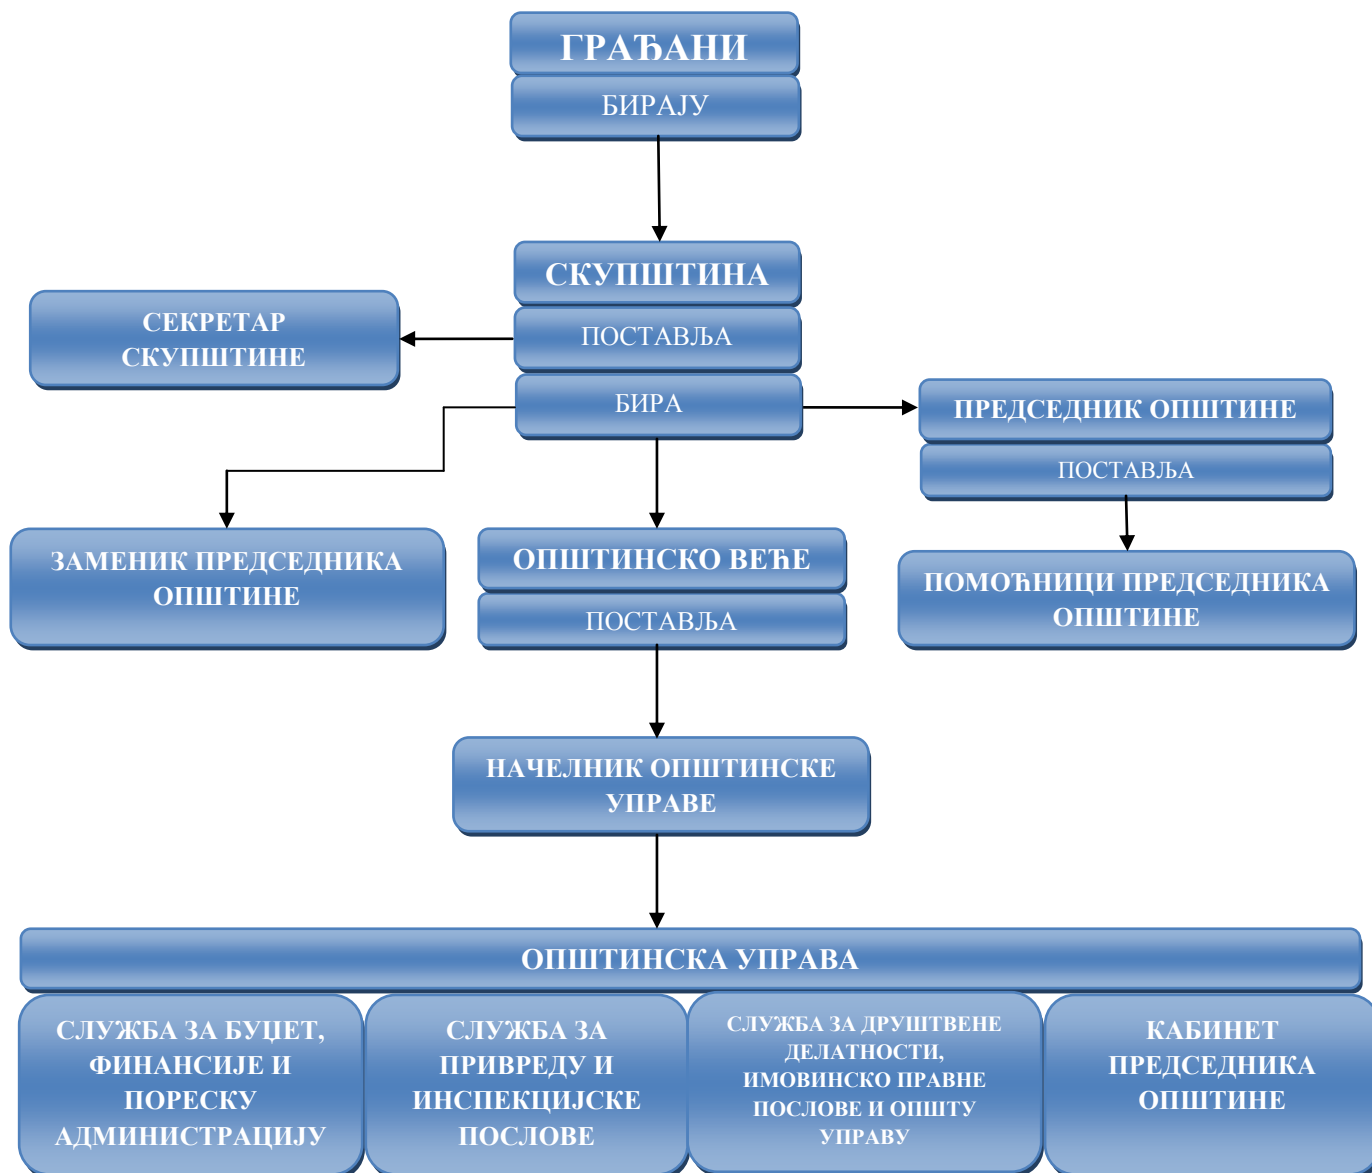 ГРАЂАНИ
БИРАЈУ
СКУПШТИНА
ПОСТАВЉА
БИРА
СЕКРЕТАР
СКУПШТИНЕ
ПРЕДСЕДНИК ОПШТИНЕ
ПОСТАВЉА
ЗАМЕНИК ПРЕДСЕДНИКА
ОПШТИНЕ
ОПШТИНСКО ВЕЋЕ
ПОСТАВЉА
ПОМОЋНИЦИ ПРЕДСЕДНИКА
ОПШТИНЕ
НАЧЕЛНИК ОПШТИНСКЕ
УПРАВЕ
ОПШТИНСКА УПРАВА
СЛУЖБА ЗА БУЏЕТ,
ФИНАНСИЈЕ И
ПОРЕСКУ
АДМИНИСТРАЦИЈУ
СЛУЖБА ЗА
ПРИВРЕДУ И
ИНСПЕКЦИЈСКЕ
ПОСЛОВЕ
СЛУЖБА ЗА ДРУШТВЕНЕ
ДЕЛАТНОСТИ,
ИМОВИНСКО ПРАВНЕ
ПОСЛОВЕ И ОПШТУ
УПРАВУ
КАБИНЕТ
ПРЕДСЕДНИКА
ОПШТИНЕ